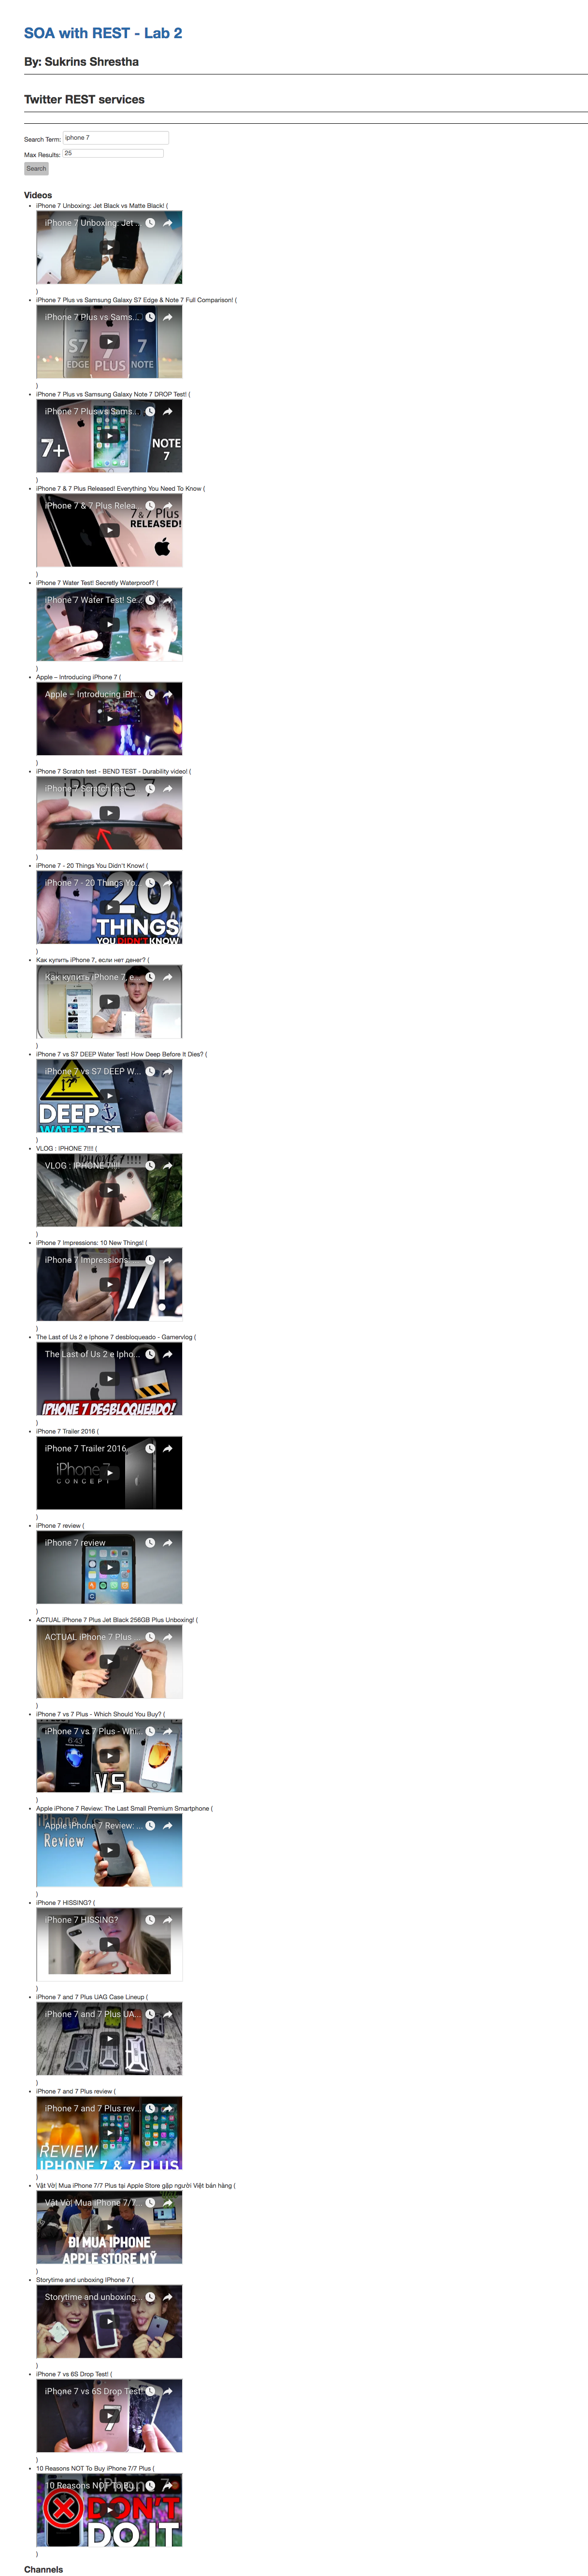 SOA with REST - Lab 2
By: Sukrins Shrestha
Twitter REST services
Search Term: iphone 7
Max Results: 25
Search
Videos
iPhone 7 Unboxing: Jet Black vs Matte Black! (
iPhone 7 Unboxing: Jet ...
)
iPhone 7 Plus vs Samsung Galaxy S7 Edge & Note 7 Full Comparison! (
iPhone 7 Plus vs Sams...
S7 7 7
EDGE PLUS NOTE
)
iPhone 7 Plus vs Samsung Galaxy Note 7 DROP Test! (
iPhone 7 Plus vs Sams...
7+ NOTE
7
)
iPhone 7 & 7 Plus Released! Everything You Need To Know (
iPhone 7 & 7 Plus Relea...
7 & 7 Plus
RELEASED!
)
iPhone 7 Water Test! Secretly Waterproof? (
iPhone 7 Water Test! Se...
)
Apple – Introducing iPhone 7 (
Apple – Introducing iPh...
)
iPhone 7 Scratch test - BEND TEST - Durability video! (
iPhone 7
iPhone 7 Scratch test -
)
iPhone 7 - 20 Things You Didn't Know! (
iPhone 7 - 20 Things Yo...
20
THINGS
YOU DIDN'T KNOW
)
Как купить iPhone 7, если нет денег? (
Как купить iPhone 7, е...
)
iPhone 7 vs S7 DEEP Water Test! How Deep Before It Dies? (
iPhone 7 vs S7 DEEP W...
DEEP
WATER TEST
)
VLOG : IPHONE 7!!!! (
VLOG : IPHONE 7!!!!
)
iPhone 7 Impressions: 10 New Things! (
iPhone 7 Impressions:
7!
)
The Last of Us 2 e Iphone 7 desbloqueado - Gamervlog (
The Last of Us 2 e Ipho...
IPHONE 7 DESBLOQUEADO!
)
iPhone 7 Trailer 2016 (
iPhone 7 Trailer 2016
iPhone 7
CONCEPT
)
iPhone 7 review (
iPhone 7 review
)
ACTUAL iPhone 7 Plus Jet Black 256GB Plus Unboxing! (
ACTUAL iPhone 7 Plus ...
)
iPhone 7 vs 7 Plus - Which Should You Buy? (
iPhone 7 vs 7 Plus - Whi...
VS
)
Apple iPhone 7 Review: The Last Small Premium Smartphone (
iPhone 7
Apple iPhone 7 Review: ...
Review
)
iPhone 7 HISSING? (
iPhone 7 HISSING?
)
iPhone 7 and 7 Plus UAG Case Lineup (
iPhone 7 and 7 Plus UA...
)
iPhone 7 and 7 Plus review (
iPhone 7 and 7 Plus rev...
REVIEW
IPHONE 7 & 7 PLUS
)
Vật Vờ| Mua iPhone 7/7 Plus tại Apple Store gặp người Việt bán hàng (
Vật Vờ| Mua iPhone 7/7...
ĐI MUA IPHONE
APPLE STORE MỸ
)
Storytime and unboxing IPhone 7 (
Storytime and unboxing...
)
iPhone 7 vs 6S Drop Test! (
iPhone 7 vs 6S Drop Test!
7
)
10 Reasons NOT To Buy iPhone 7/7 Plus (
iPhone 7
10 Reasons NOT To Bu...
DON'T
DO IT
)
Channels